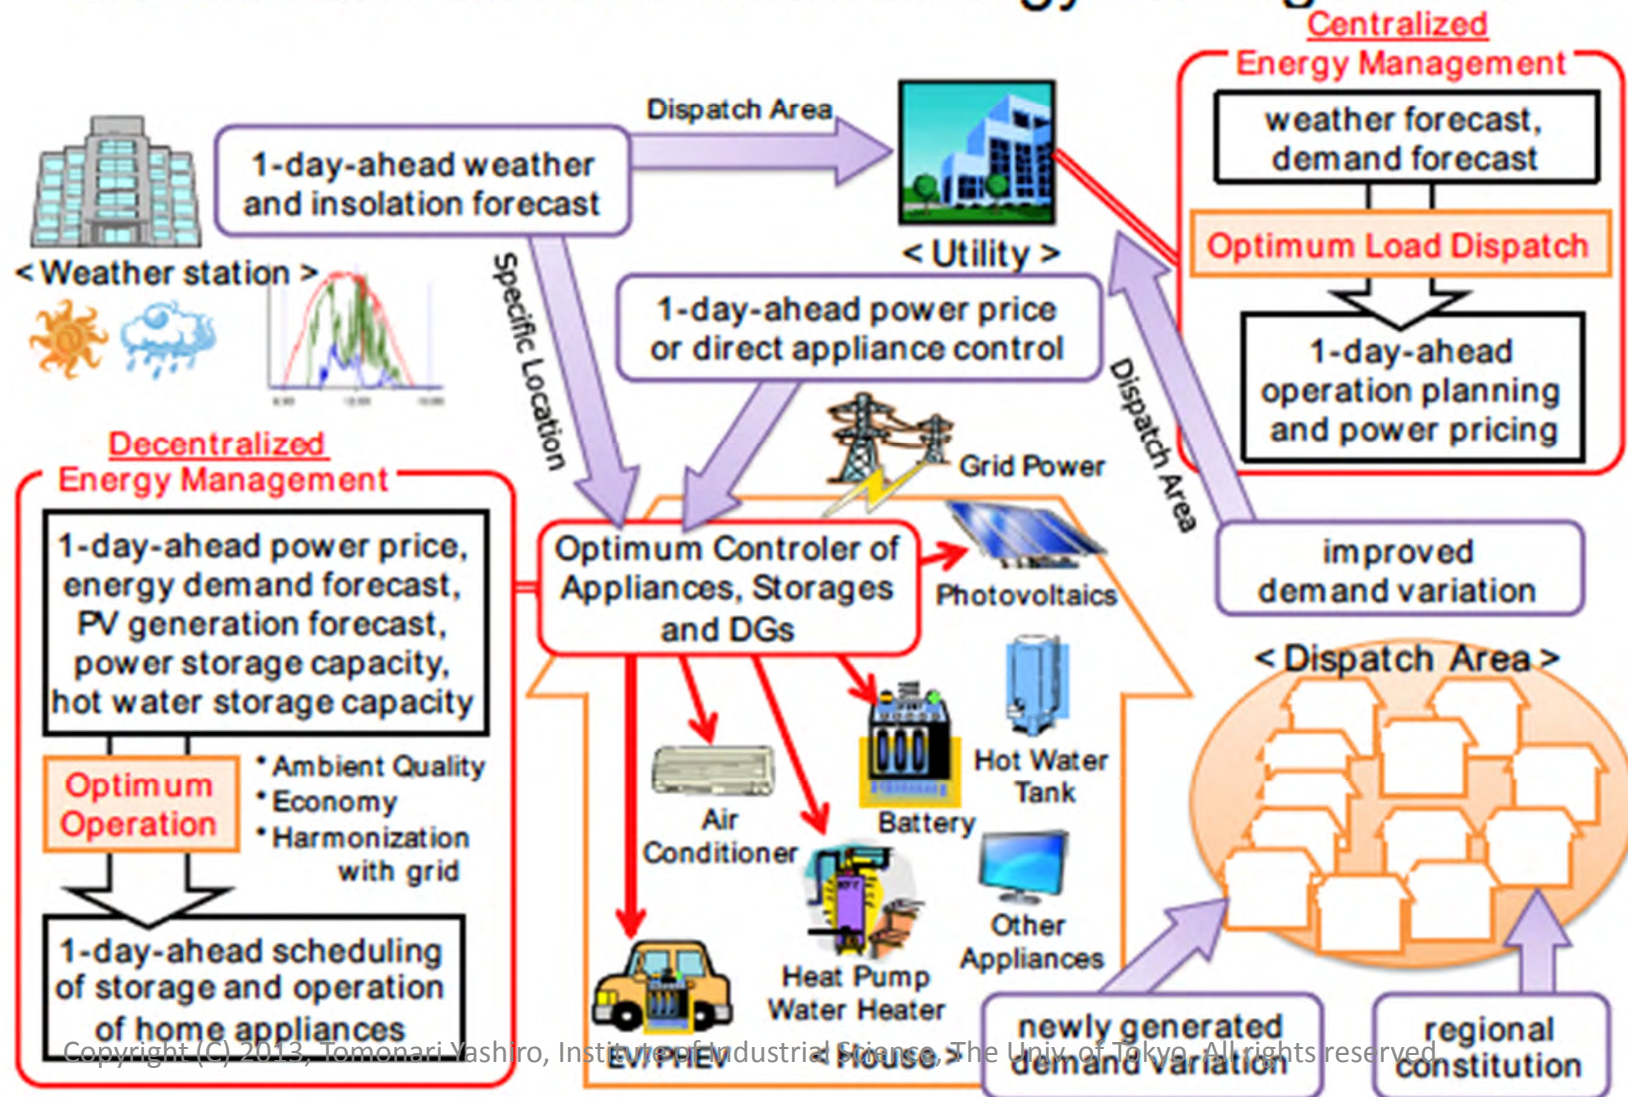 Centralized
Energy Management
weather forecast,
demand forecast
Optimum Load Dispatch
1-day-ahead
operation planning
and power pricing
Dispatch Area
1-day-ahead weather
and insolation forecast
< Weather station >
< Utility >
Specific Location
1-day-ahead power price
or direct appliance control
Dispatch Area
Grid Power
Decentralized
Energy Management
1-day-ahead power price,
energy demand forecast,
PV generation forecast,
power storage capacity,
hot water storage capacity
Optimum
Operation
*Ambient Quality
*Economy
*Harmonization
with grid
1-day-ahead scheduling
of storage and operation
of home appliances
Optimum Controler of
Appliances, Storages
and DGs
Photovoltaics
improved
demand variation
< Dispatch Area >
Hot Water
Tank
Air
Conditioner
Battery
Other
Appliances
Heat Pump
Water Heater
EV/PHEV
< House >
newly generated
demand variation
regional
constitution
Copyright (C) 2013, Tomonari Yashiro, Institute of Industrial Science, The Univ. of Tokyo, All rights reserved